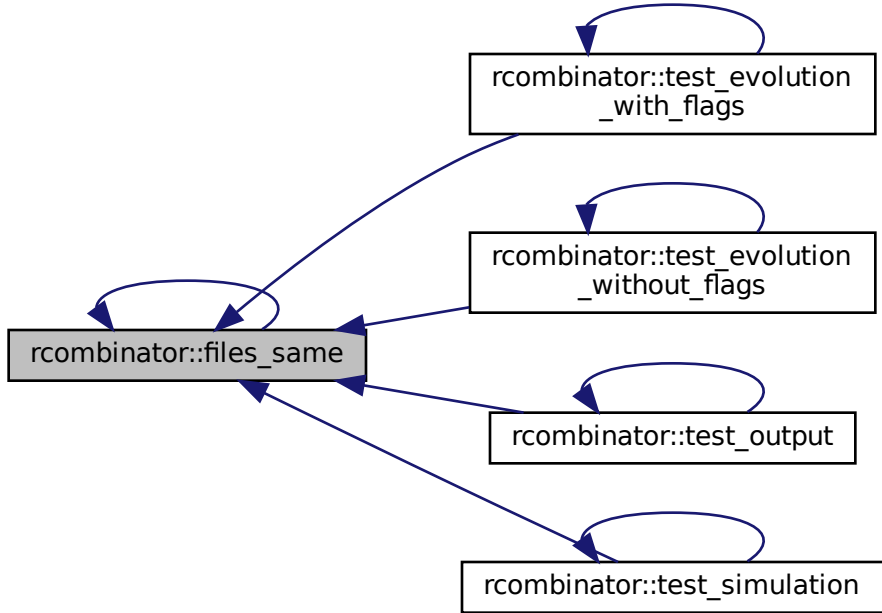 rcombinator::test_evolution
_with_flags
rcombinator::test_evolution
_without_flags
rcombinator::files_same
rcombinator::test_output
rcombinator::test_simulation